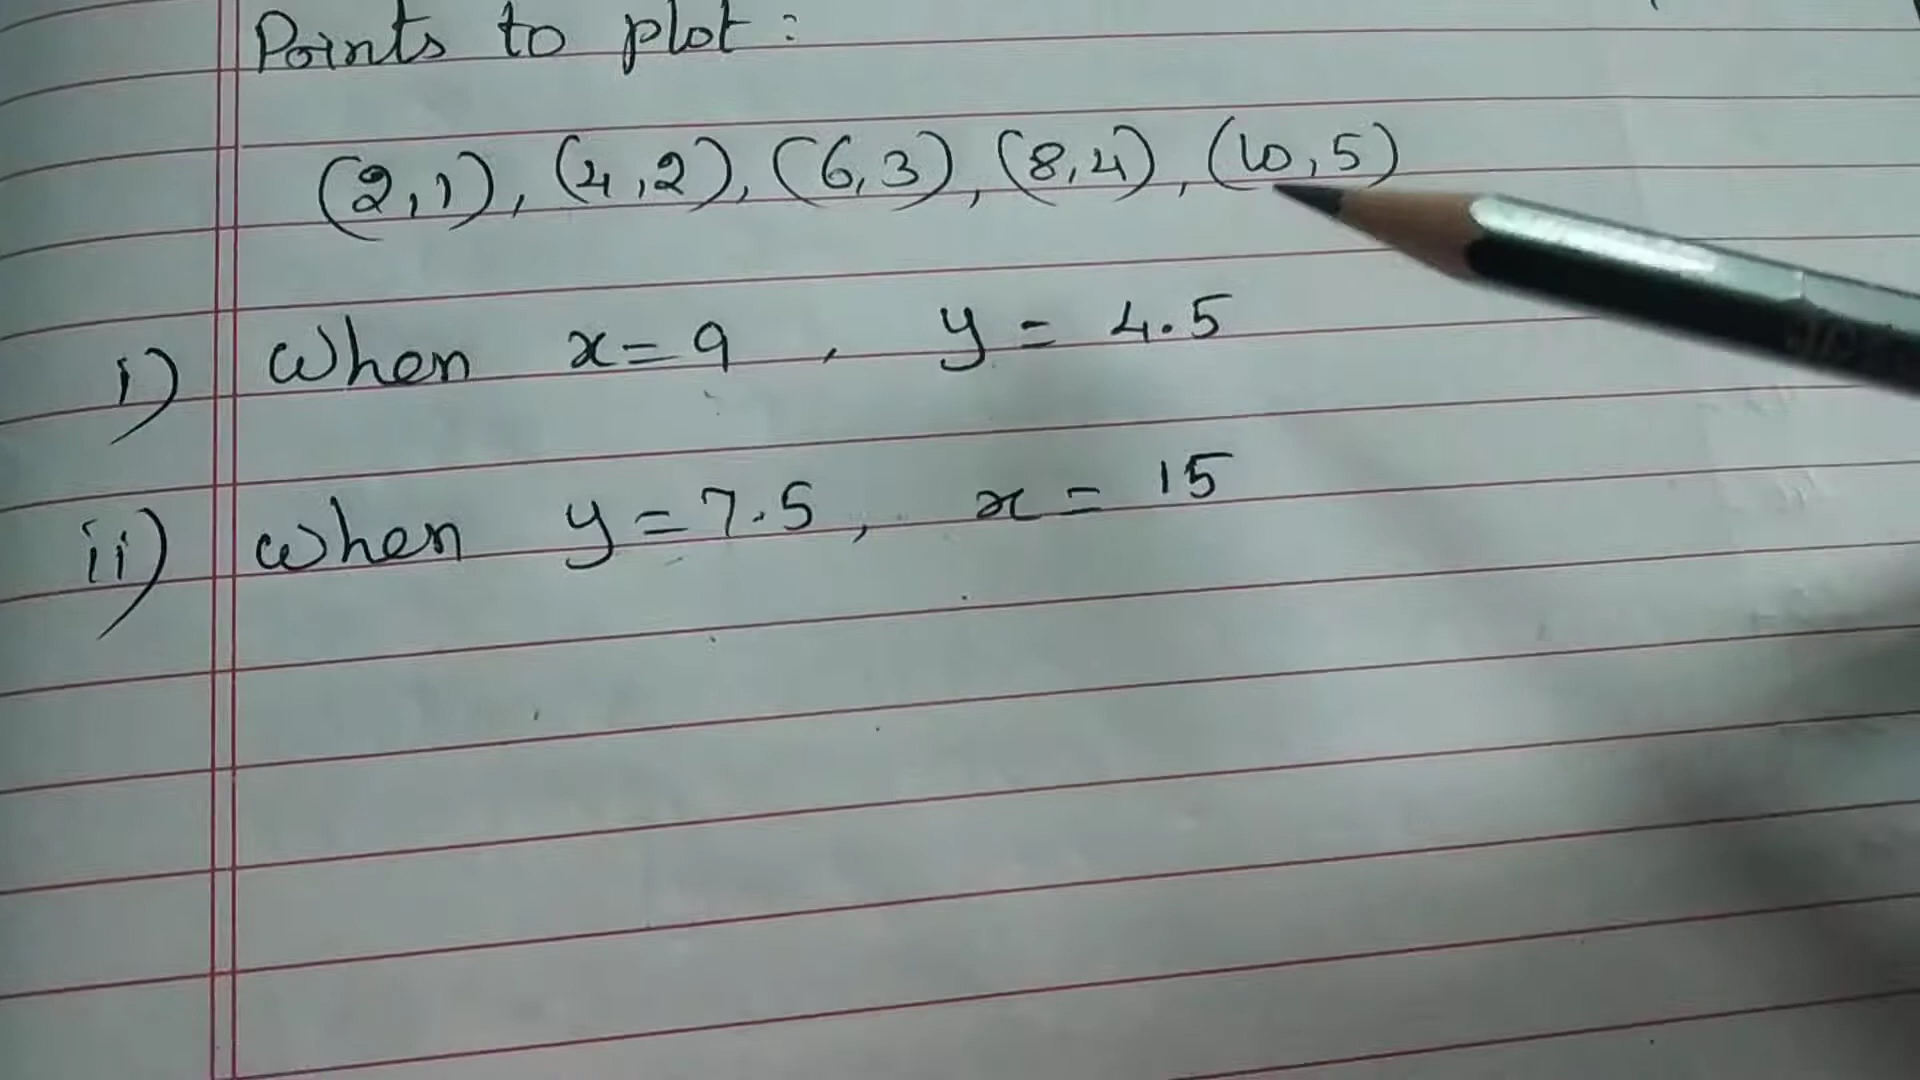 Points to plot :
(2,1), (4,2), (6,3), (8,4), (10,5)
i) when x=9 , y = 4.5
ii) when y=7.5, x = 15